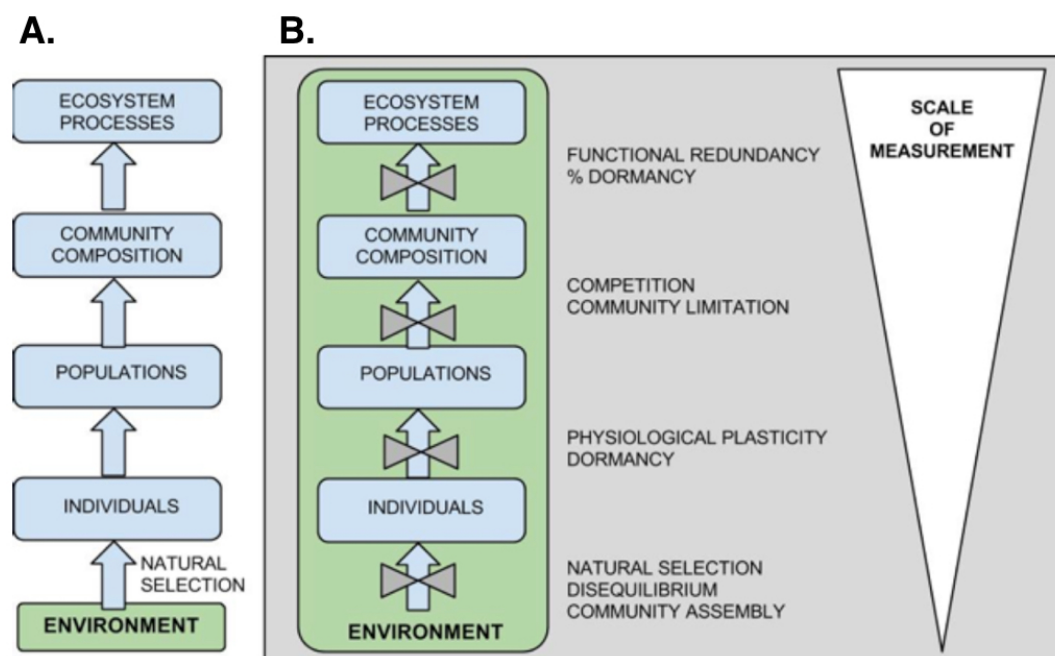 A.
ECOSYSTEM
PROCESSES
COMMUNITY
COMPOSITION
POPULATIONS
INDIVIDUALS
NATURAL
SELECTION
ENVIRONMENT
B.
ECOSYSTEM
PROCESSES
FUNCTIONAL REDUNDANCY
% DORMANCY
COMMUNITY
COMPOSITION
COMPETITION
COMMUNITY LIMITATION
POPULATIONS
PHYSIOLOGICAL PLASTICITY
DORMANCY
INDIVIDUALS
NATURAL SELECTION
DISEQUILIBRIUM
COMMUNITY ASSEMBLY
ENVIRONMENT
SCALE
OF
MEASUREMENT